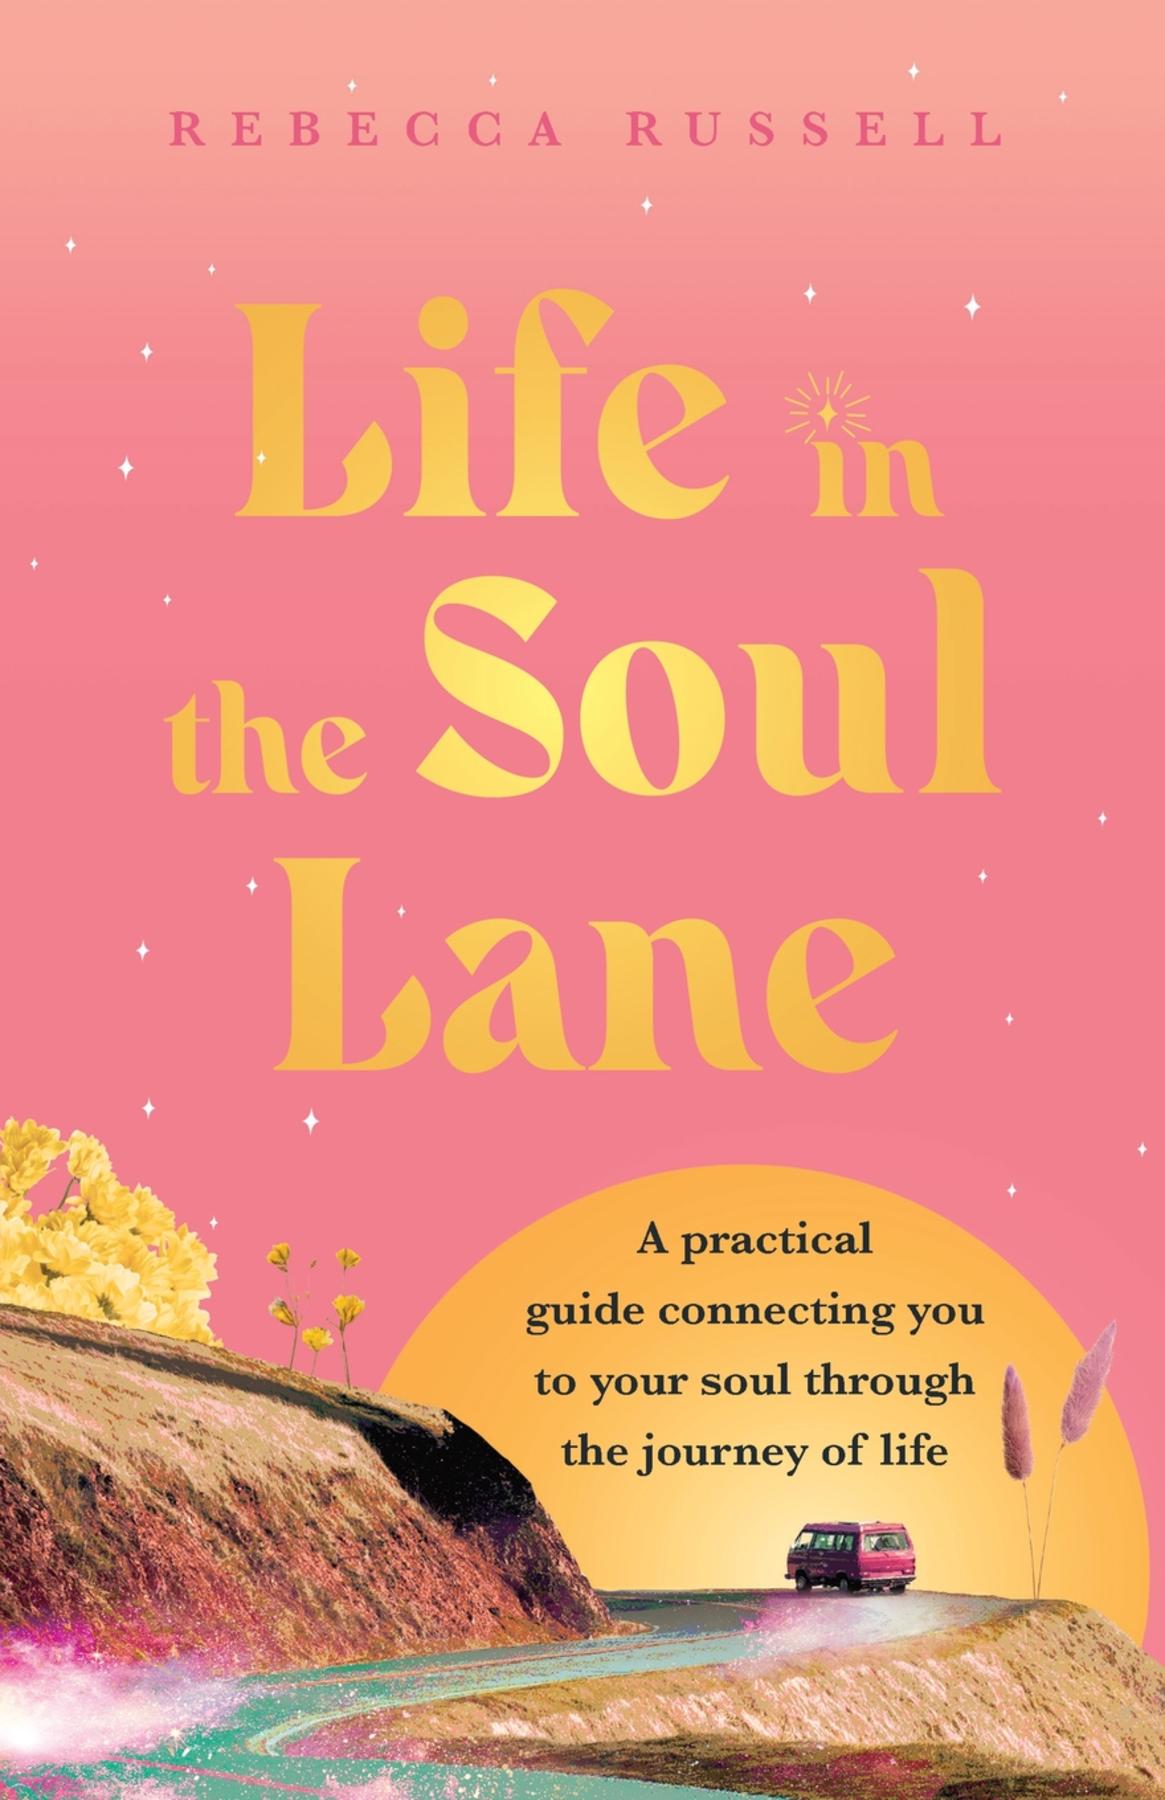 REBECCA RUSSELL
Life in
the Soul
Lane
A practical
guide connecting you
to your soul through
the journey of life